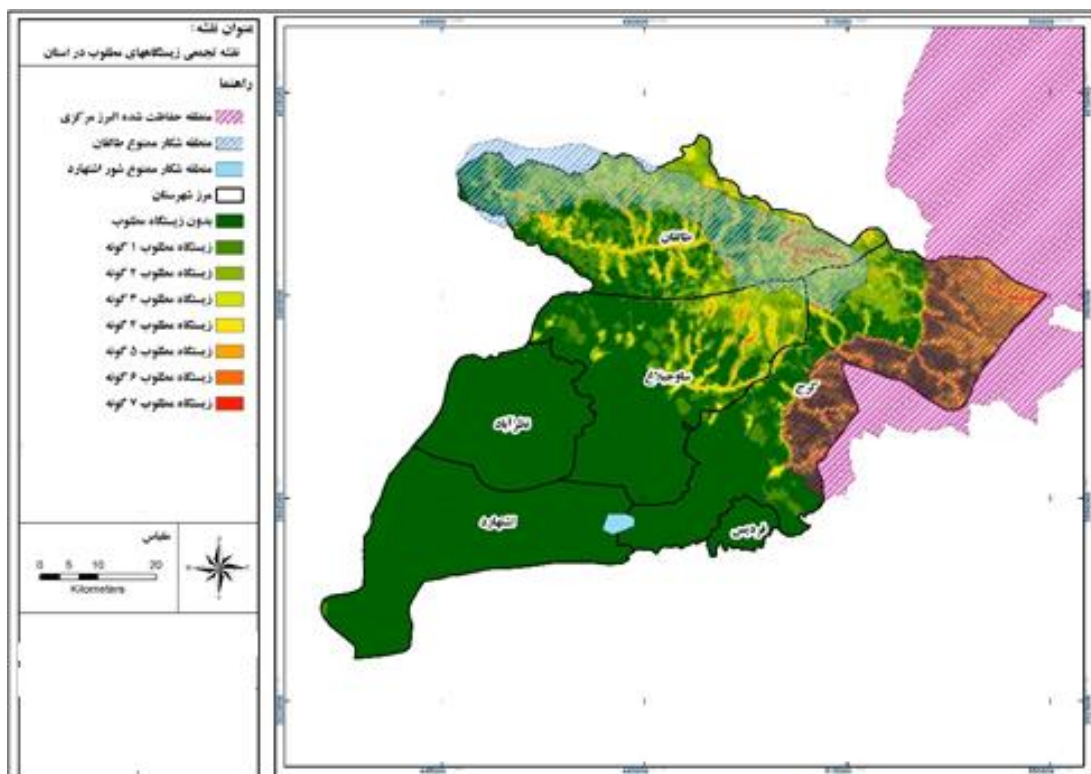 عنوان نقشه:
نقشه تجمعی زیستگاههای مطلوب در استان
راهنما
منطقه حفاظت شده البرز مرکزی
منطقه شکار ممنوع طالقان
منطقه شکار ممنوع شور اشتهارد
مرز شهرستان
بدون زیستگاه مطلوب
زیستگاه مطلوب ۱ گونه
زیستگاه مطلوب ۲ گونه
زیستگاه مطلوب ۳ گونه
زیستگاه مطلوب ۴ گونه
زیستگاه مطلوب ۵ گونه
زیستگاه مطلوب ۶ گونه
زیستگاه مطلوب ۷ گونه
مقیاس
0 5 10 20
Kilometers
طالقان
ساوجبلاغ
کرج
نظرآباد
اشتهارد
فردیس